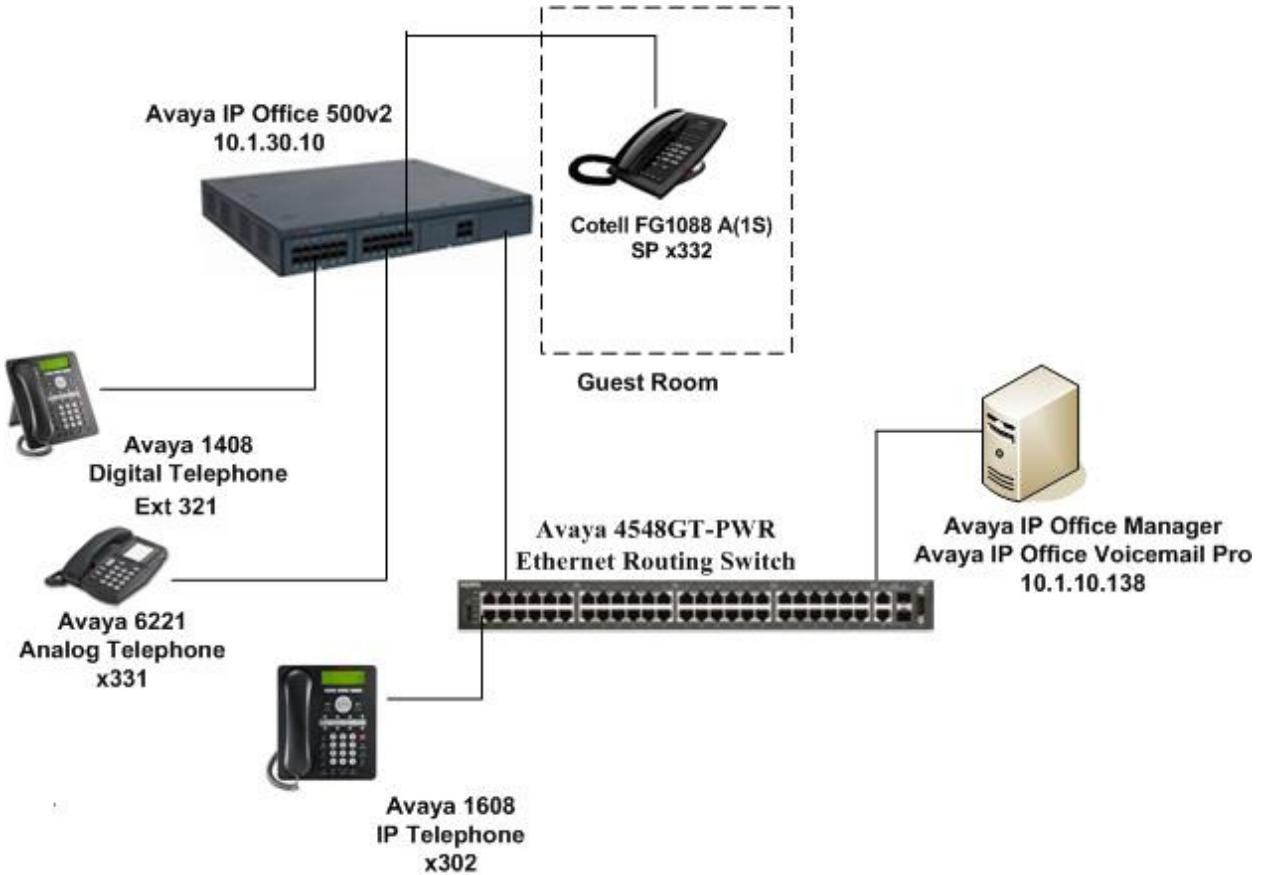 Avaya IP Office 500v2
10.1.30.10
Cotell FG1088 A(1S)
SP x332
Guest Room
Avaya 1408
Digital Telephone
Ext 321
Avaya 6221
Analog Telephone
x331
Avaya 4548GT-PWR
Ethernet Routing Switch
Avaya IP Office Manager
Avaya IP Office Voicemail Pro
10.1.10.138
Avaya 1608
IP Telephone
x302